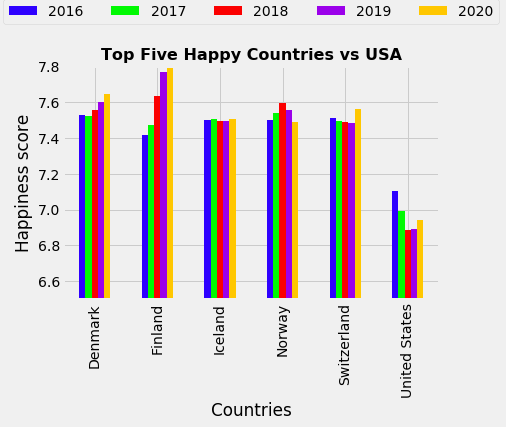 2016 2017 2018 2019 2020
Top Five Happy Countries vs USA
7.8
7.6
7.4
7.2
7.0
6.8
6.6
Happiness score
Denmark
Finland
Iceland
Norway
Switzerland
United States
Countries